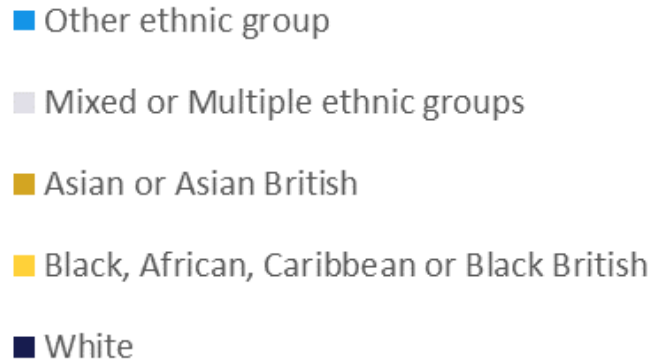 Other ethnic group
Mixed or Multiple ethnic groups
Asian or Asian British
Black, African, Caribbean or Black British
White